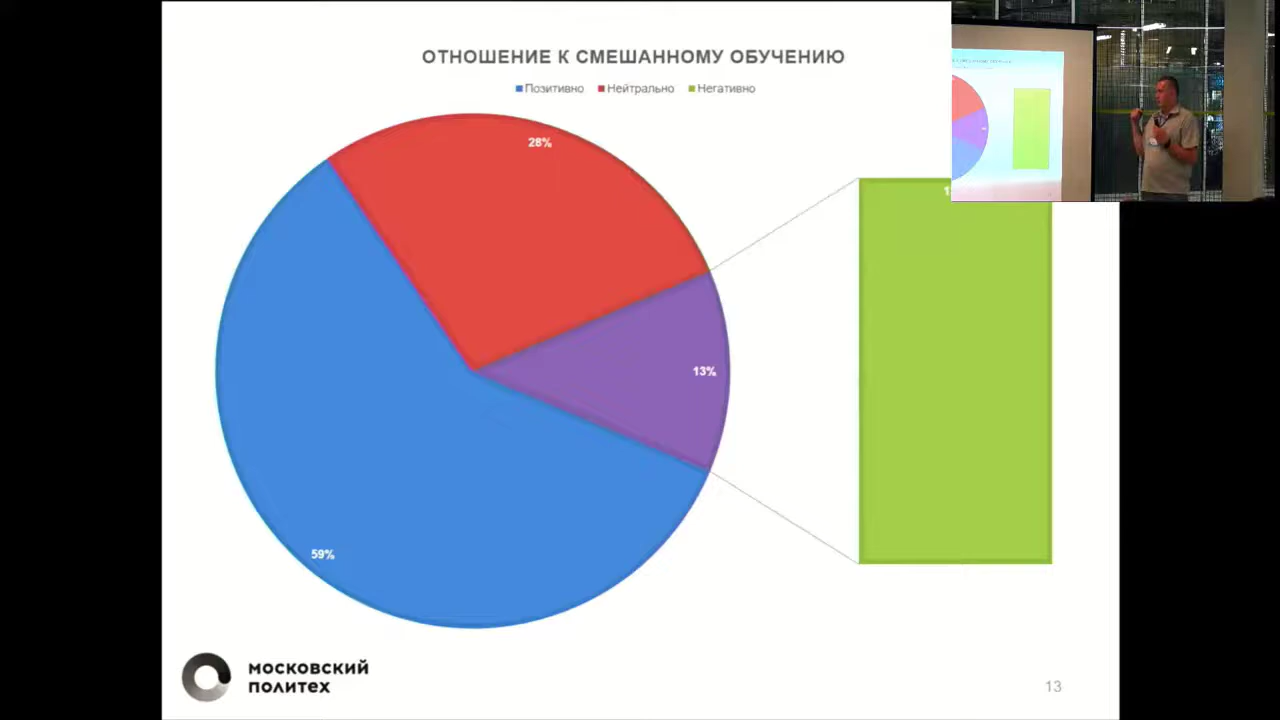 ОТНОШЕНИЕ К СМЕШАННОМУ ОБУЧЕНИЮ
Позитивно Нейтрально Негативно
28%
13%
59%
МОСКОВСКИЙ
ПОЛИТЕХ
13